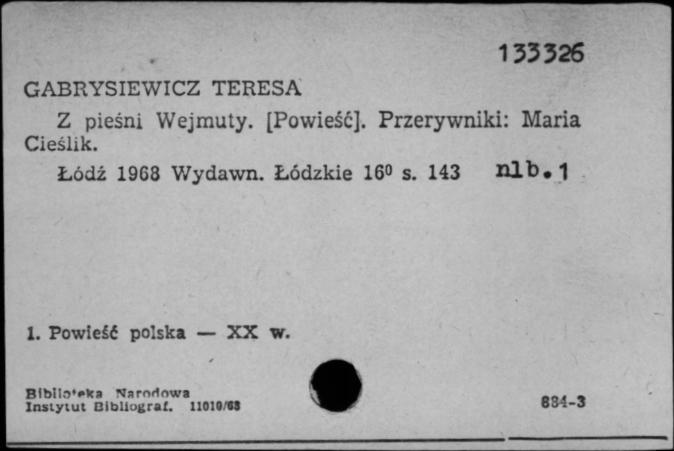 133326
GABRYSIEWICZ TERESA
Z pieśni Wejmuty. [Powieść]. Przerywniki: Maria
Cieślik.
Łódź 1968 Wydawn. Łódzkie 16⁰ s. 143 nlb. 1
1. Powieść polska — XX w.
Biblioteka Narodowa
Instytut Bibliograf. 11010/68
884-3